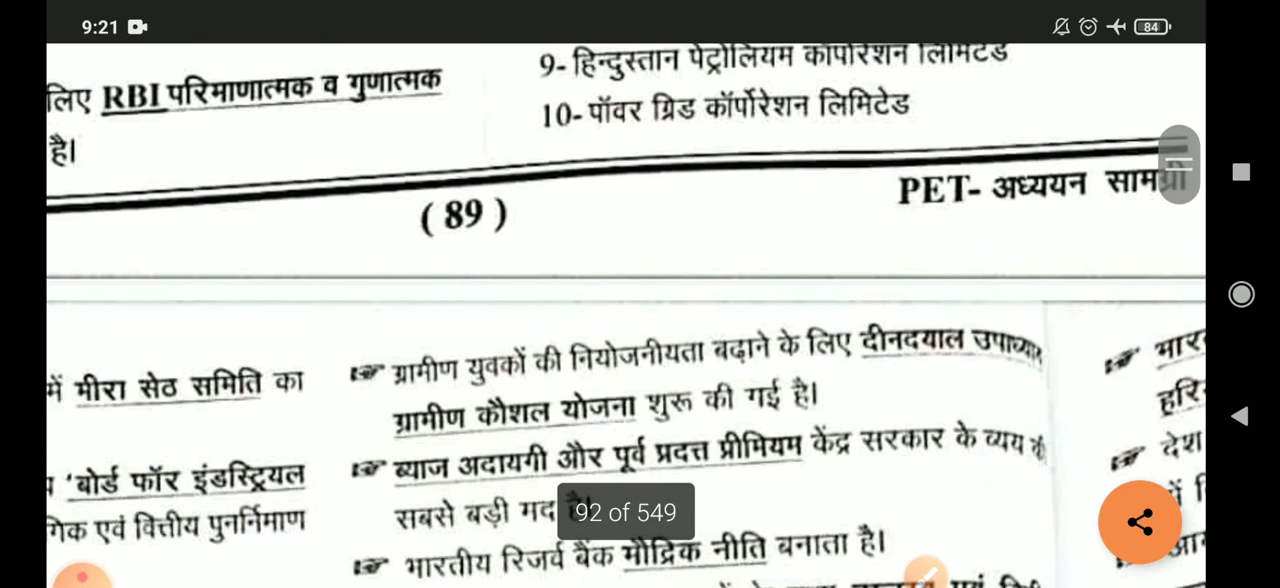 9:21
84
लिए RBI परिमाणात्मक व गुणात्मक
है।
9- हिन्दुस्तान पेट्रोलियम कॉर्पोरेशन लिमिटेड
10- पॉवर ग्रिड कॉर्पोरेशन लिमिटेड
( 89 )
PET- अध्ययन सामग्री
में मीरा सेठ समिति का
'बोर्ड फॉर इंडस्ट्रियल
एवं वित्तीय पुनर्निमाण
☞ ग्रामीण युवकों की नियोजनीयता बढ़ाने के लिए दीनदयाल उपाध्याय
ग्रामीण कौशल योजना शुरू की गई है।
☞ ब्याज अदायगी और पूर्व प्रदत्त प्रीमियम केंद्र सरकार के व्यय की
सबसे बड़ी मद है।
☞ भारतीय रिजर्व बैंक मौद्रिक नीति बनाता है।
92 of 549
☞
☞ देश